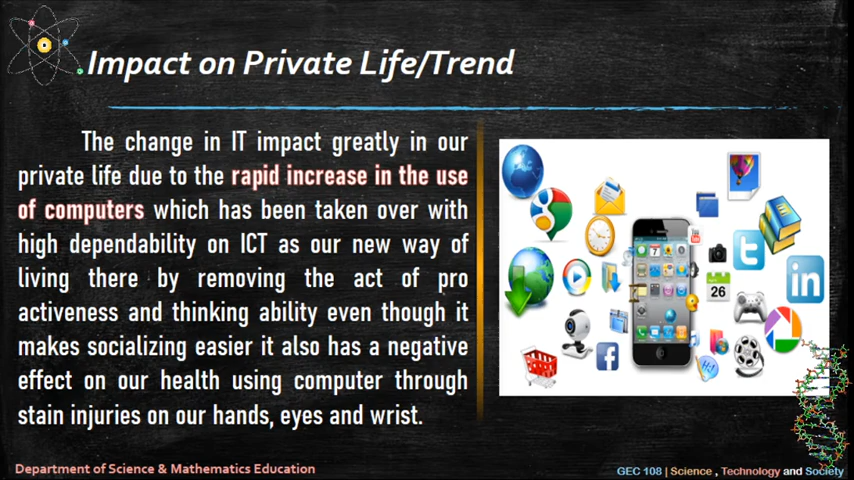 Impact on Private Life/Trend
The change in IT impact greatly in our
private life due to the rapid increase in the use
of computers which has been taken over with
high dependability on ICT as our new way of
living there by removing the act of pro
activeness and thinking ability even though it
makes socializing easier it also has a negative
effect on our health using computer through
stain injuries on our hands, eyes and wrist.
26
Department of Science & Mathematics Education
GEC 108 | Science , Technology and Society